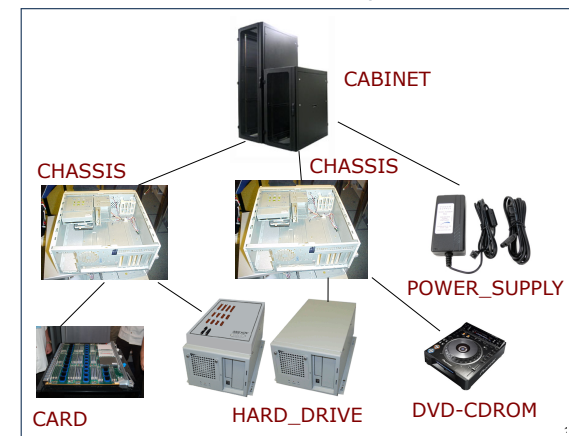 CABINET
CHASSIS
CHASSIS
POWER_SUPPLY
CARD
HARD_DRIVE
DVD-CDROM